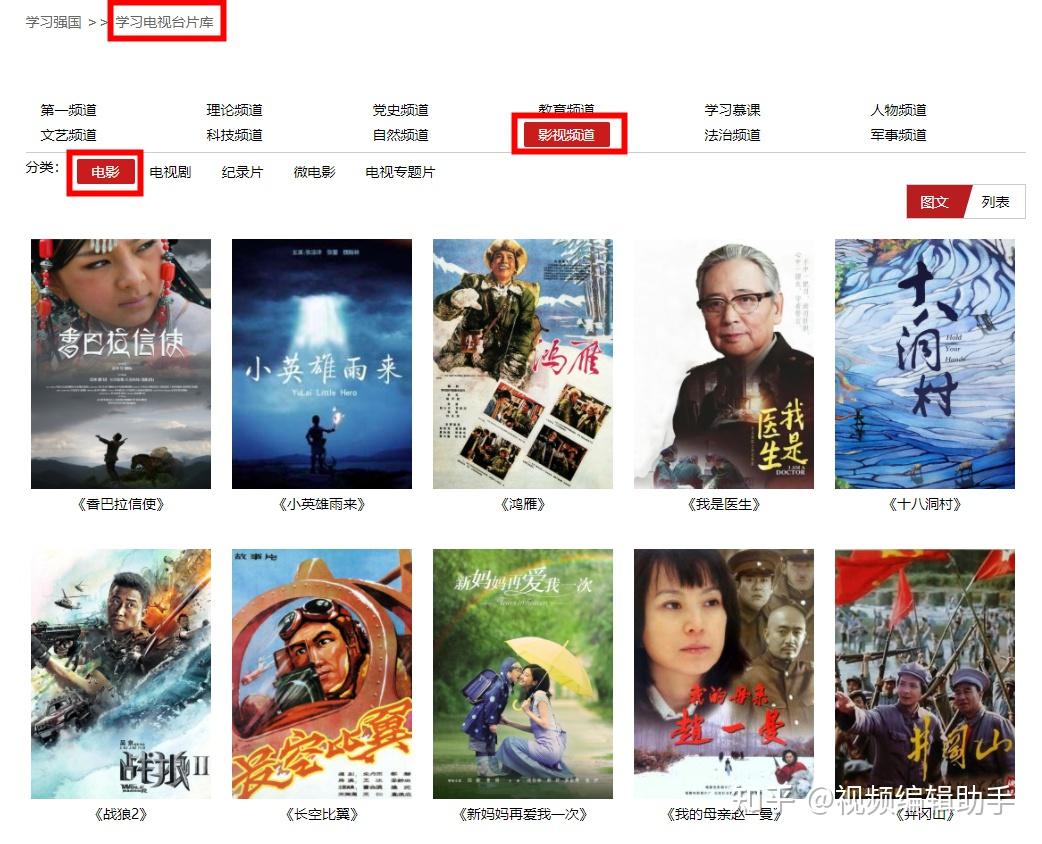 学习强国 >> 学习电视台片库
第一频道 理论频道 党史频道 教育频道 学习慕课 人物频道
文艺频道 科技频道 自然频道 影视频道 法治频道 军事频道
分类: 电影 电视剧 纪录片 微电影 电视专题片
图文 列表
香巴拉信使
小英雄雨来
YuLai Little Hero
鸿雁
我是医生
I AM A DOCTOR
十八洞村
Hold
Your
Hands
《香巴拉信使》 《小英雄雨来》 《鸿雁》 《我是医生》 《十八洞村》
战狼II
故事片
长空比翼
新妈妈再爱我一次
我的母亲
赵一曼
井冈山
《战狼2》 《长空比翼》 《新妈妈再爱我一次》 《我的母亲赵一曼》 《井冈山》
知乎 @视频编辑助手